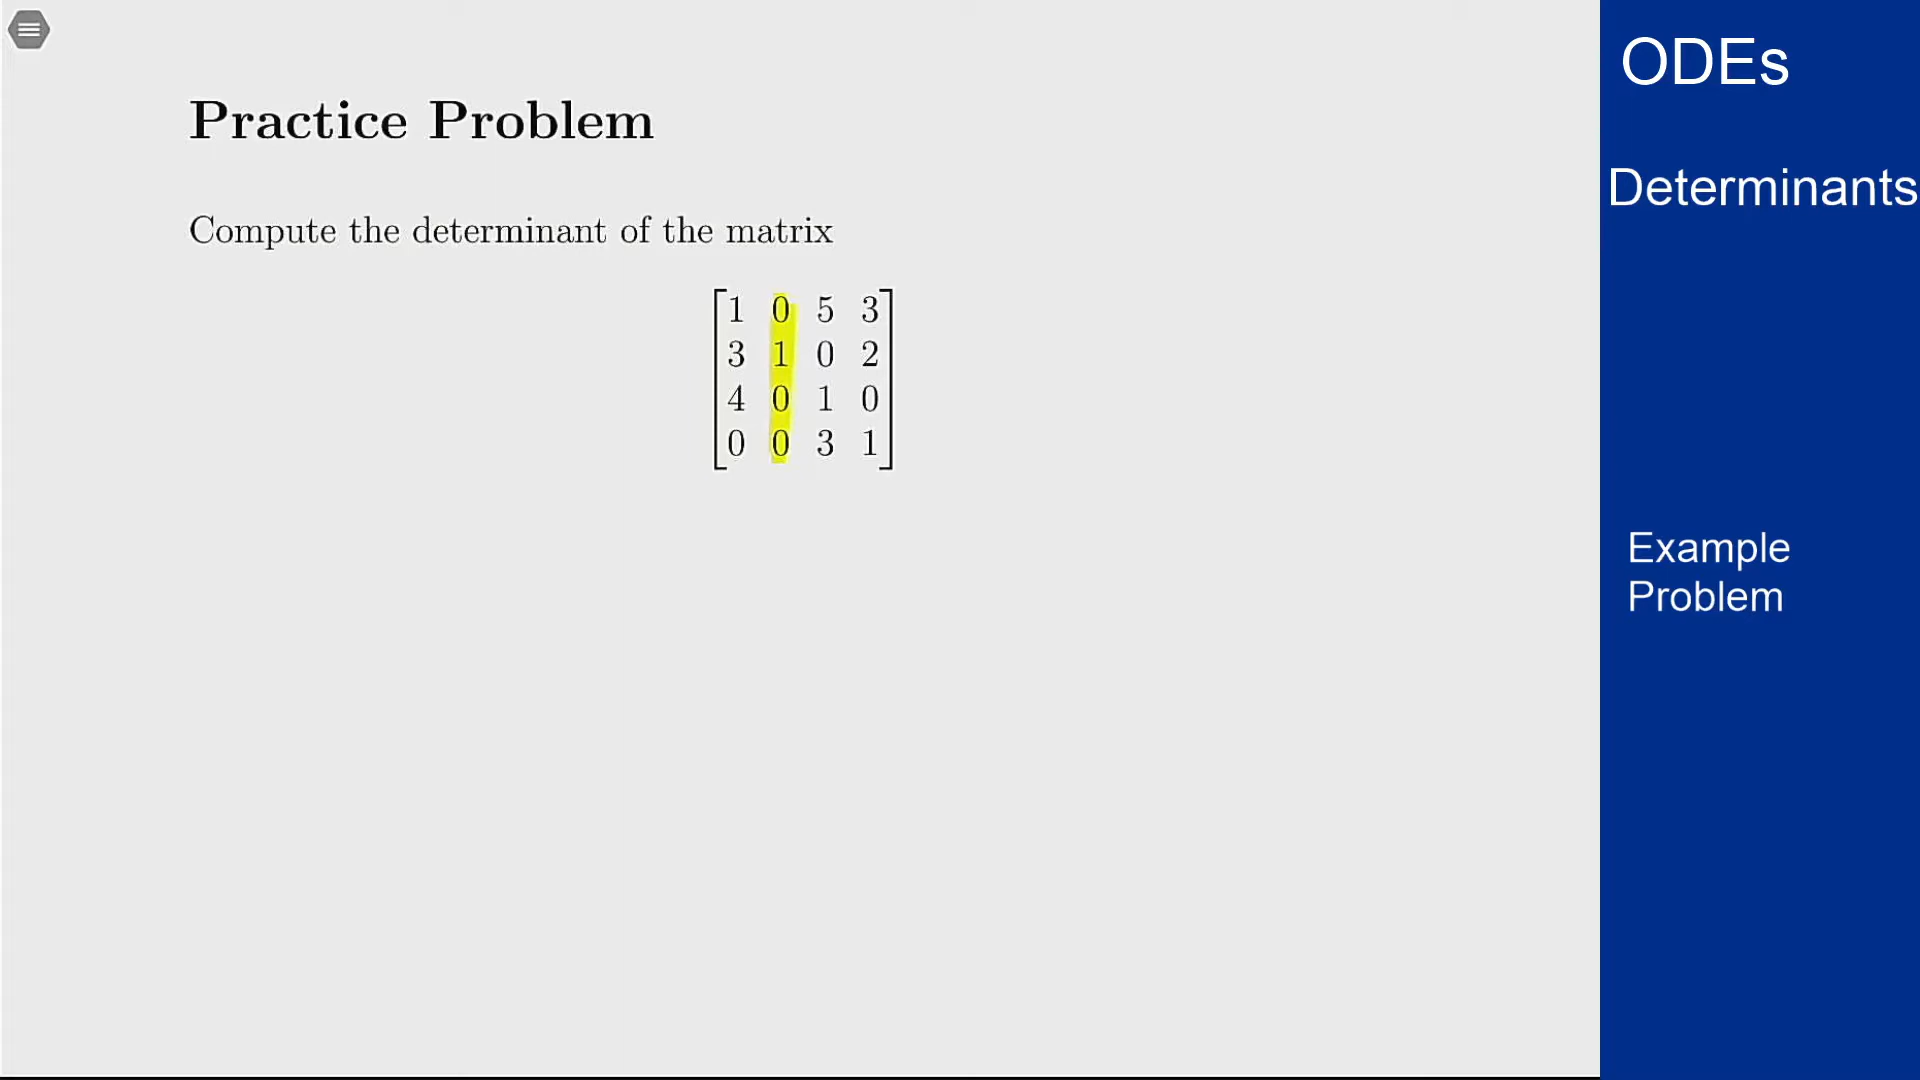 Practice Problem
Compute the determinant of the matrix
1 0 5 3
3 1 0 2
4 0 1 0
0 0 3 1
ODEs
Determinants
Example
Problem